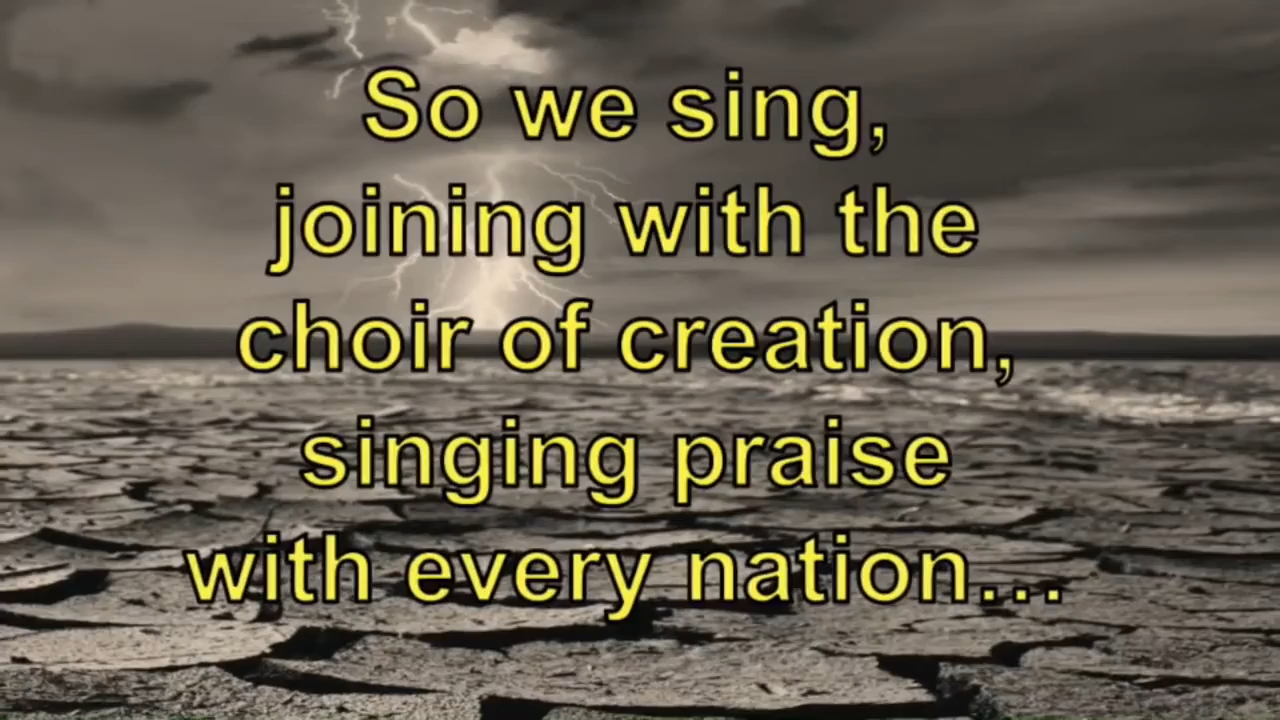 So we sing,
joining with the
choir of creation,
singing praise
with every nation...